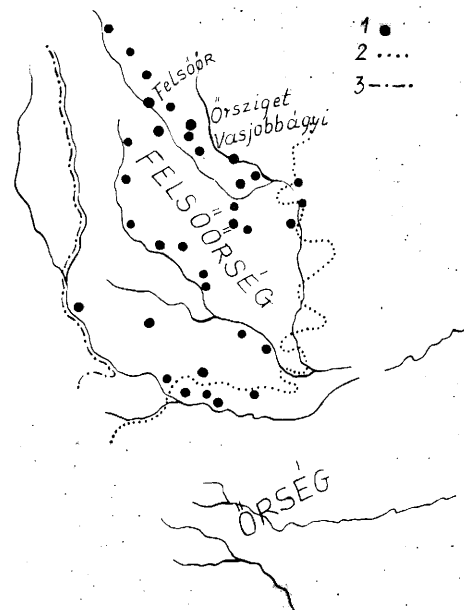 1
2
3
Felsőőr
Őrsziget
Vasjobbágyi
FELSŐŐRSÉG
ŐRSÉG